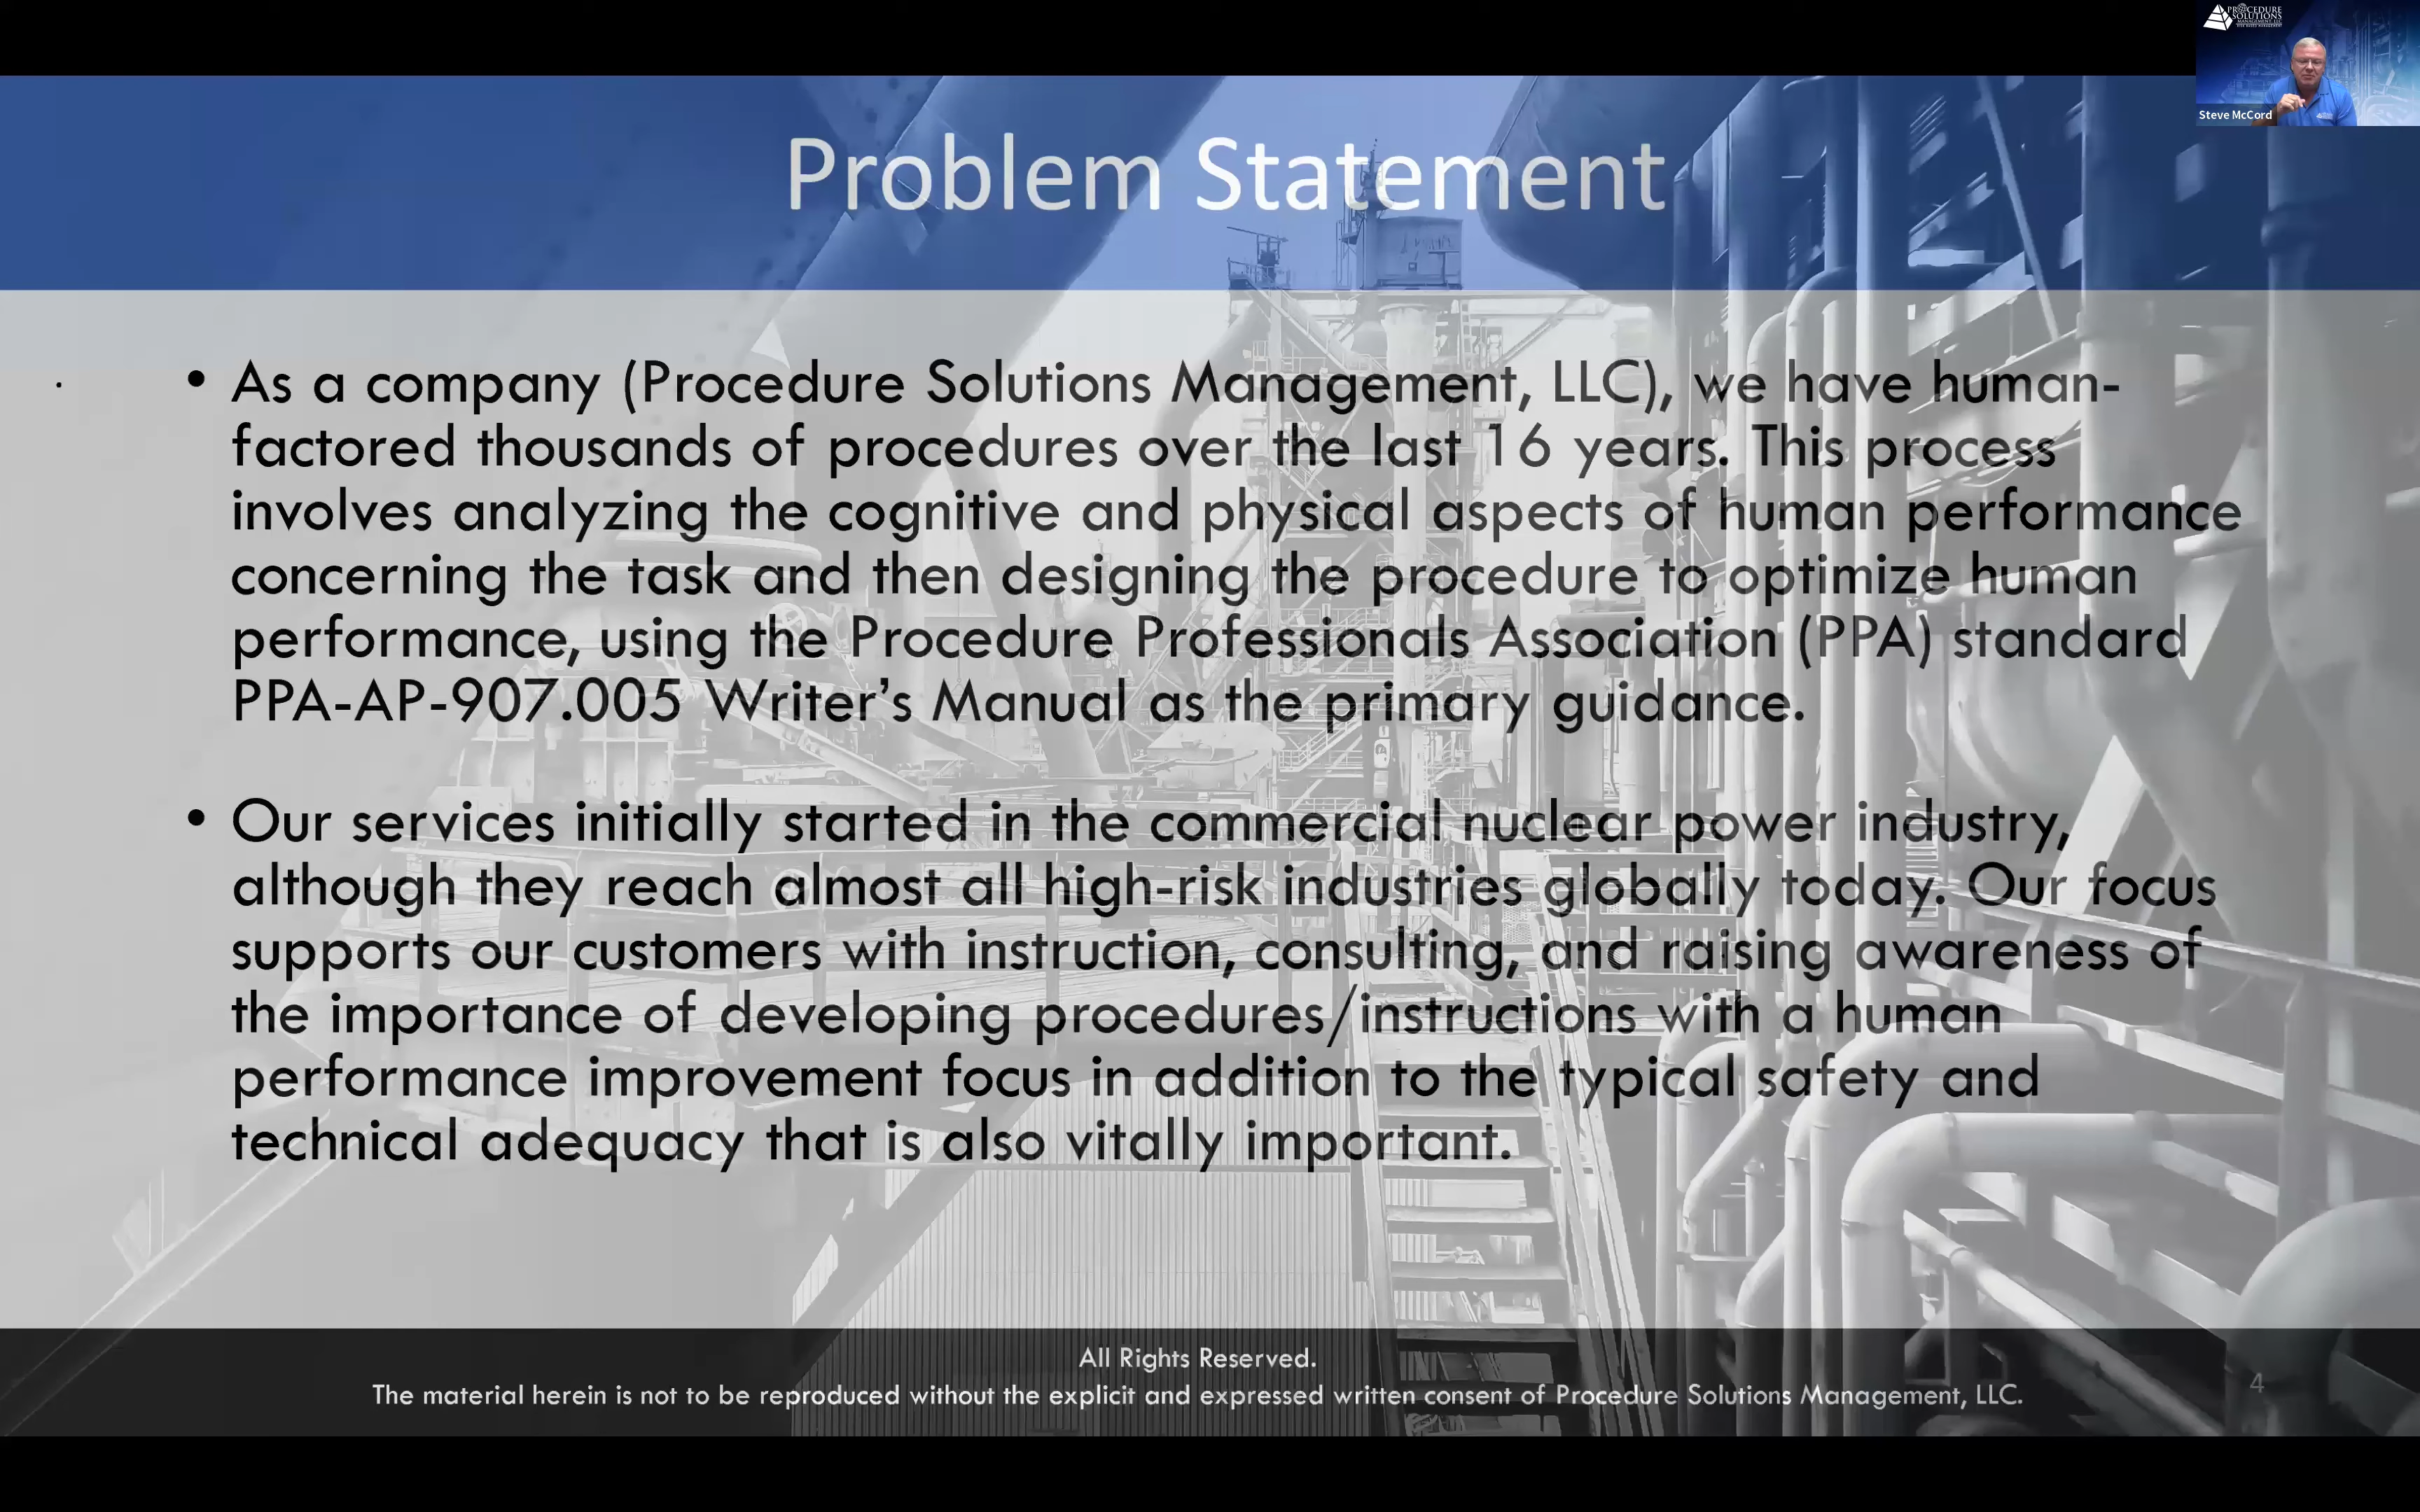 PROCEDURE
SOLUTIONS
MANAGEMENT, LLC
Steve McCord
Problem Statement
• As a company (Procedure Solutions Management, LLC), we have human-
factored thousands of procedures over the last 16 years. This process
involves analyzing the cognitive and physical aspects of human performance
concerning the task and then designing the procedure to optimize human
performance, using the Procedure Professionals Association (PPA) standard
PPA-AP-907.005 Writer’s Manual as the primary guidance.
• Our services initially started in the commercial nuclear power industry,
although they reach almost all high-risk industries globally today. Our focus
supports our customers with instruction, consulting, and raising awareness of
the importance of developing procedures/instructions with a human
performance improvement focus in addition to the typical safety and
technical adequacy that is also vitally important.
All Rights Reserved.
The material herein is not to be reproduced without the explicit and expressed written consent of Procedure Solutions Management, LLC.
4